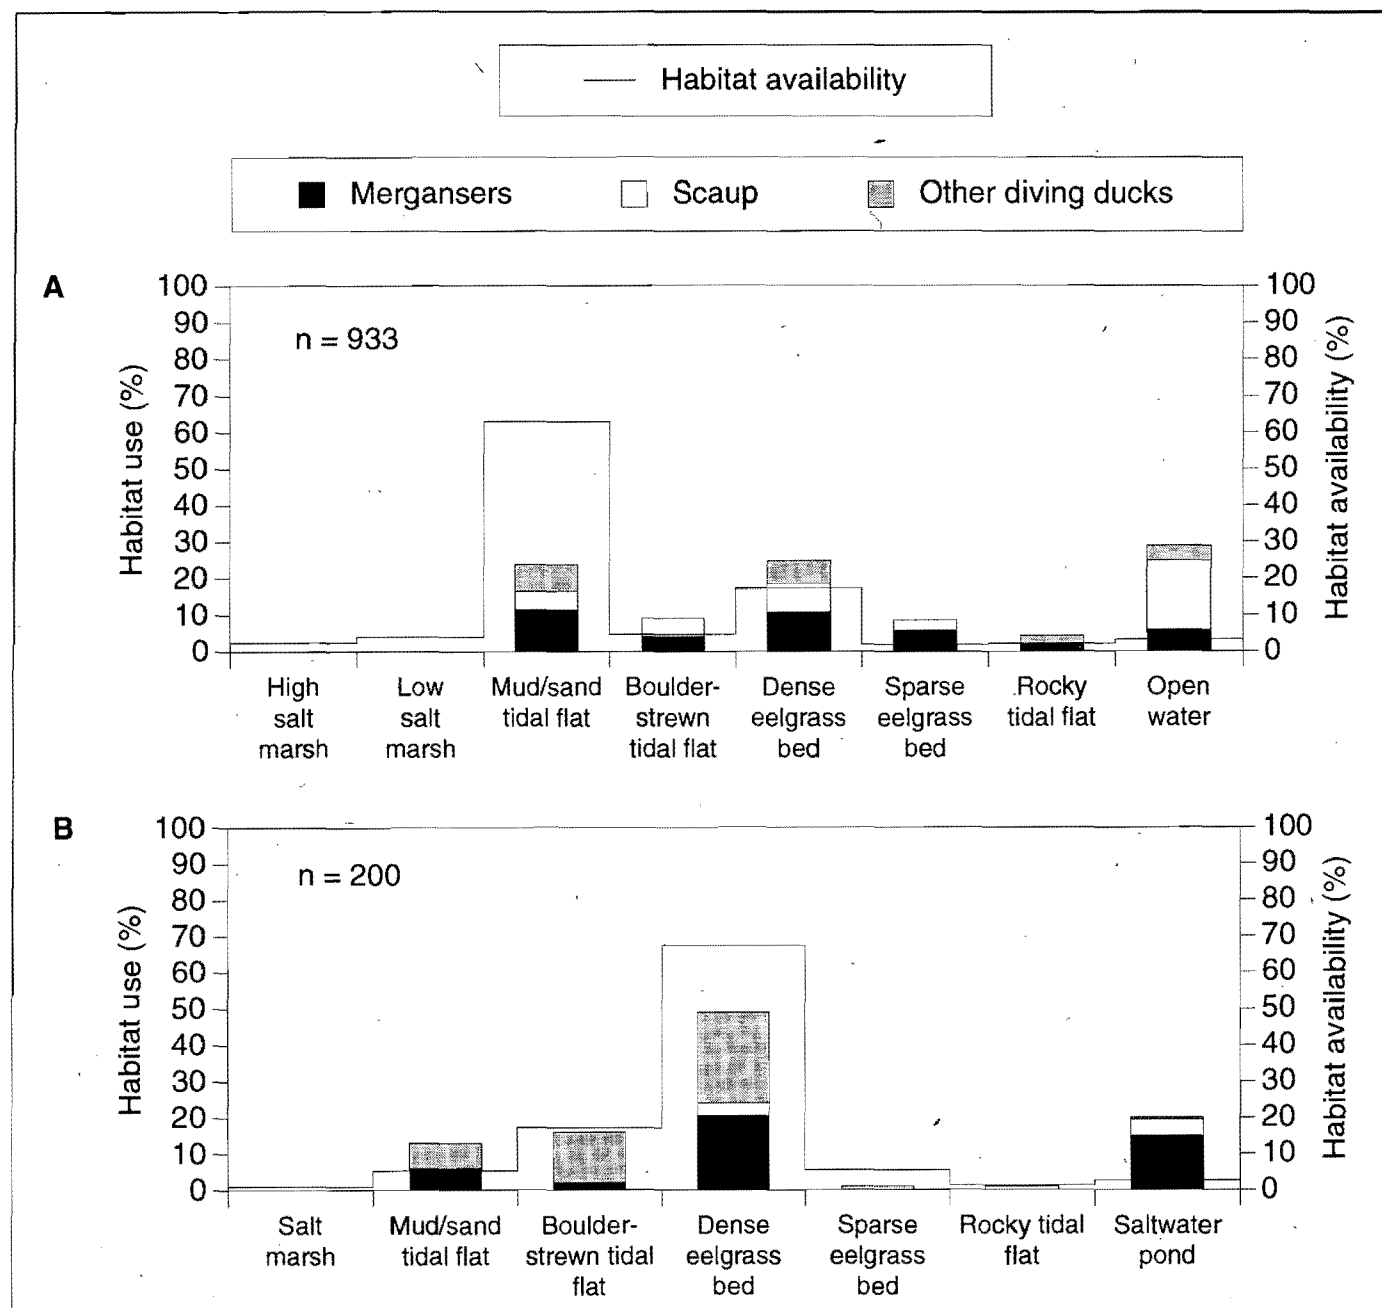 Habitat availability
Mergansers Scaup Other diving ducks
A
n = 933
Habitat use (%)
100
90
80
70
60
50
40
30
20
10
0
Habitat availability (%)
100
90
80
70
60
50
40
30
20
10
0
High
salt
marsh
Low
salt
marsh
Mud/sand
tidal flat
Boulder-
strewn
tidal flat
Dense
eelgrass
bed
Sparse
eelgrass
bed
Rocky
tidal flat
Open
water
B
n = 200
Habitat use (%)
100
90
80
70
60
50
40
30
20
10
0
Habitat availability (%)
100
90
80
70
60
50
40
30
20
10
0
Salt
marsh
Mud/sand
tidal flat
Boulder-
strewn tidal
flat
Dense
eelgrass
bed
Sparse
eelgrass
bed
Rocky tidal
flat
Saltwater
pond